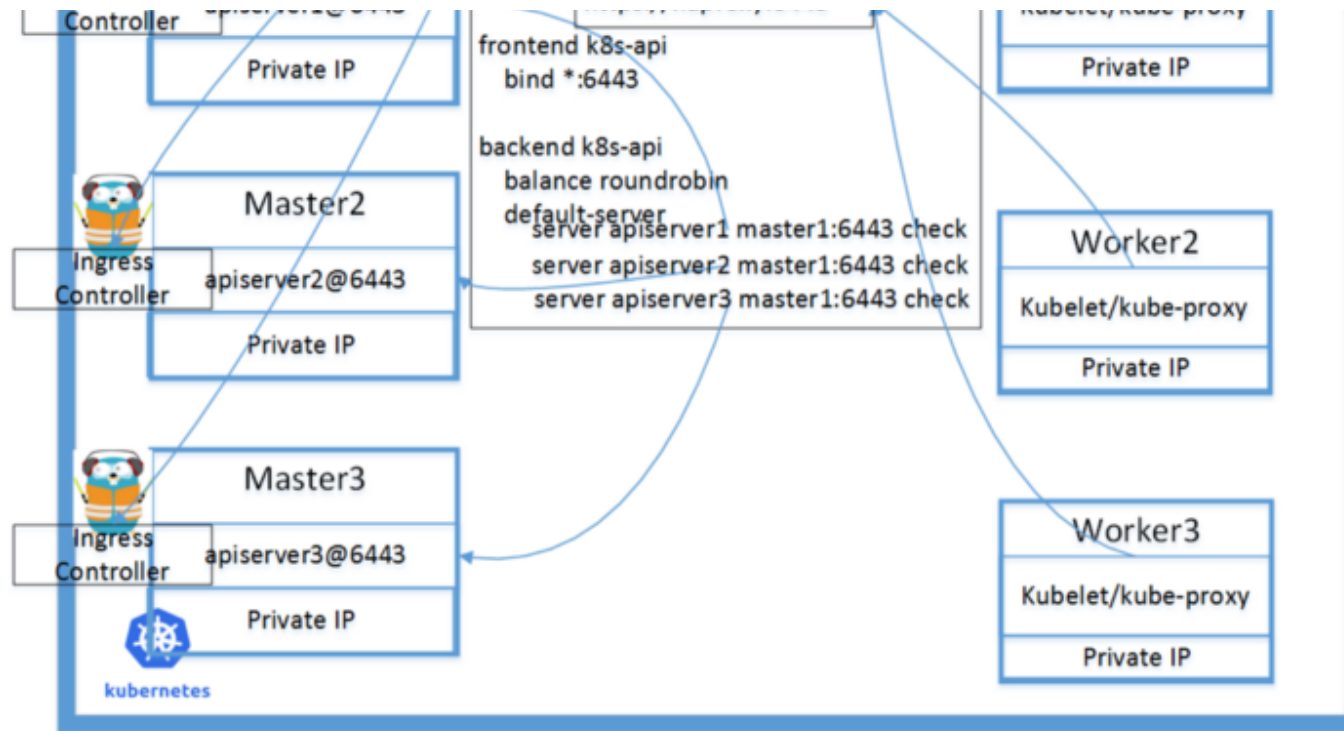 Controller
Private IP
frontend k8s-api
bind *:6443
backend k8s-api
balance roundrobin
default-server
server apiserver1 master1:6443 check
server apiserver2 master1:6443 check
server apiserver3 master1:6443 check
Kubelet/kube-proxy
Private IP
Master2
Ingress
Controller
apiserver2@6443
Private IP
Worker2
Kubelet/kube-proxy
Private IP
Master3
Ingress
Controller
apiserver3@6443
Private IP
Worker3
Kubelet/kube-proxy
Private IP
kubernetes